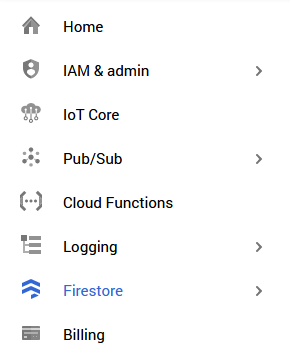 Home
IAM & admin
IoT Core
Pub/Sub
Cloud Functions
Logging
Firestore
Billing